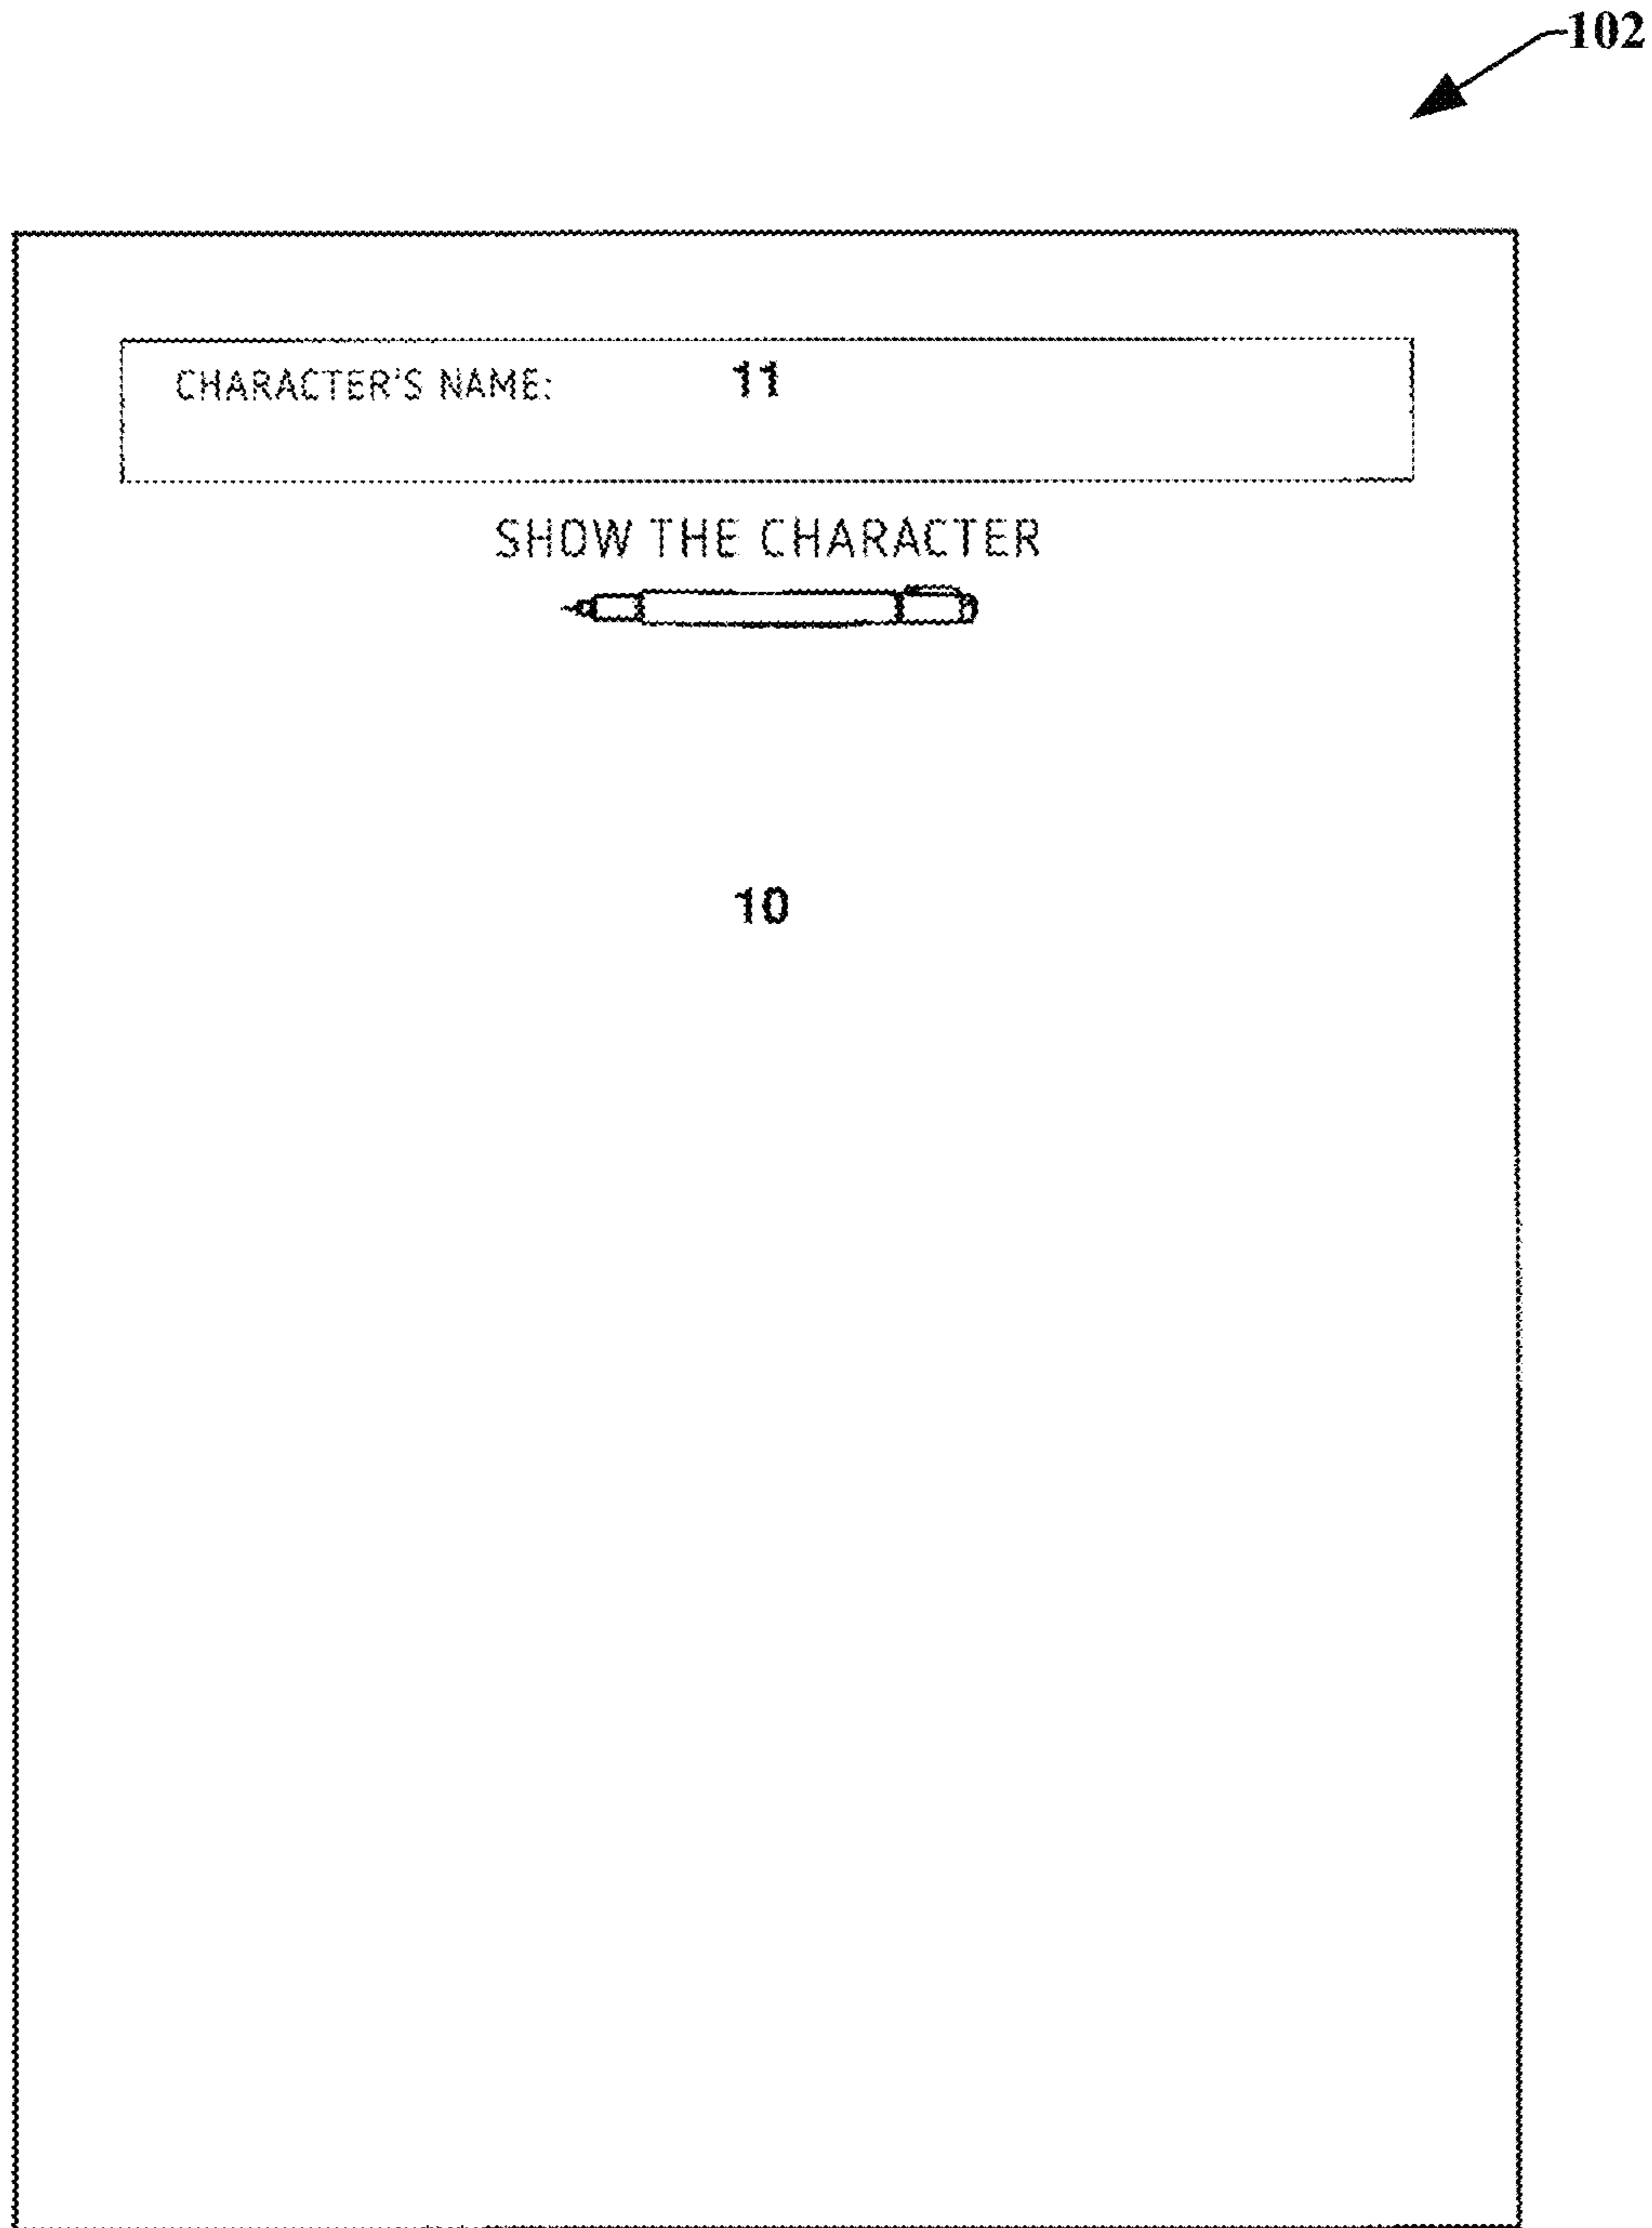 102
CHARACTER'S NAME: 11
SHOW THE CHARACTER
10